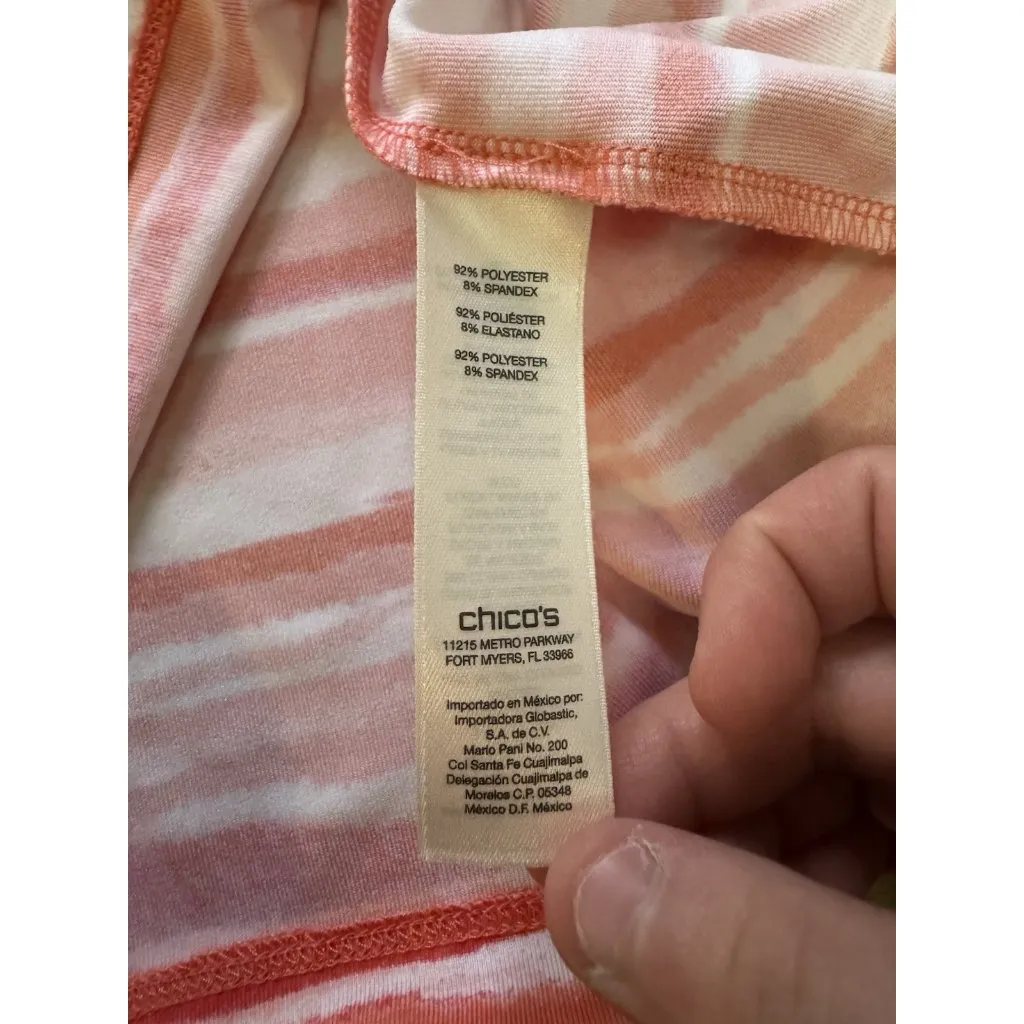 92% POLYESTER
8% SPANDEX
92% POLIÉSTER
8% ELASTANO
92% POLYESTER
8% SPANDEX
chico's
11215 METRO PARKWAY
FORT MYERS, FL 33966
Importado en México por:
Importadora Globastic,
S.A. de C.V.
Mario Pani No. 200
Col Santa Fe Cuajimalpa
Delegación Cuajimalpa de
Morelos C.P. 05348
México D.F. México